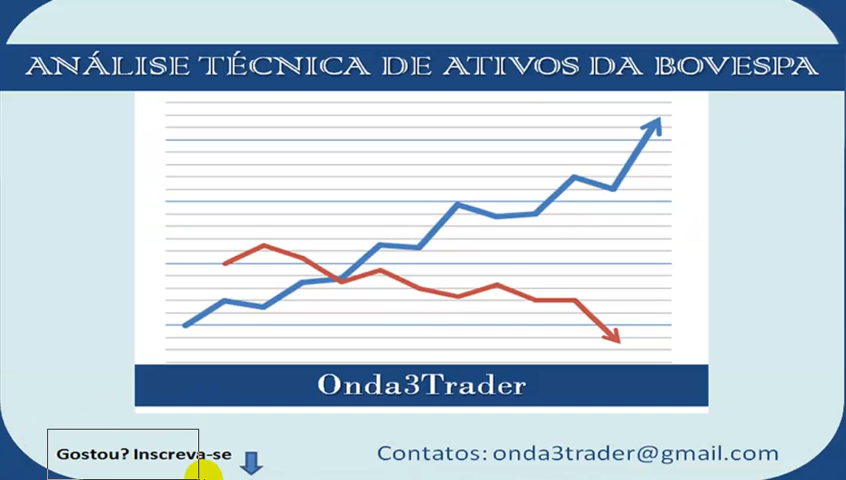 ANÁLISE TÉCNICA DE ATIVOS DA BOVESPA
Onda3Trader
Gostou? Inscreva-se
Contatos: onda3trader@gmail.com